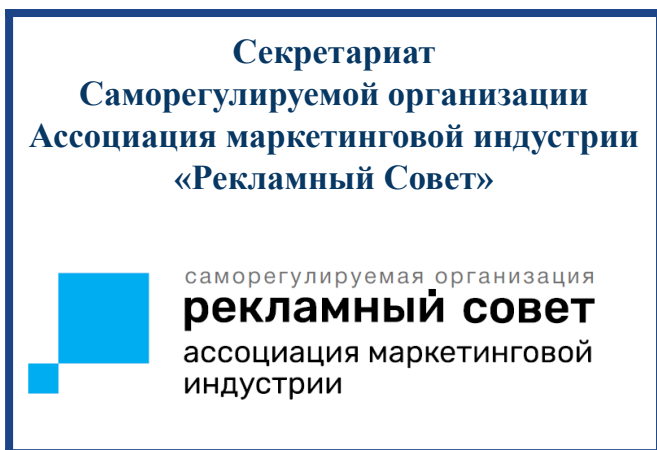 Секретариат
Саморегулируемой организации
Ассоциация маркетинговой индустрии
«Рекламный Совет»
саморегулируемая организация
рекламный совет
ассоциация маркетинговой
индустрии